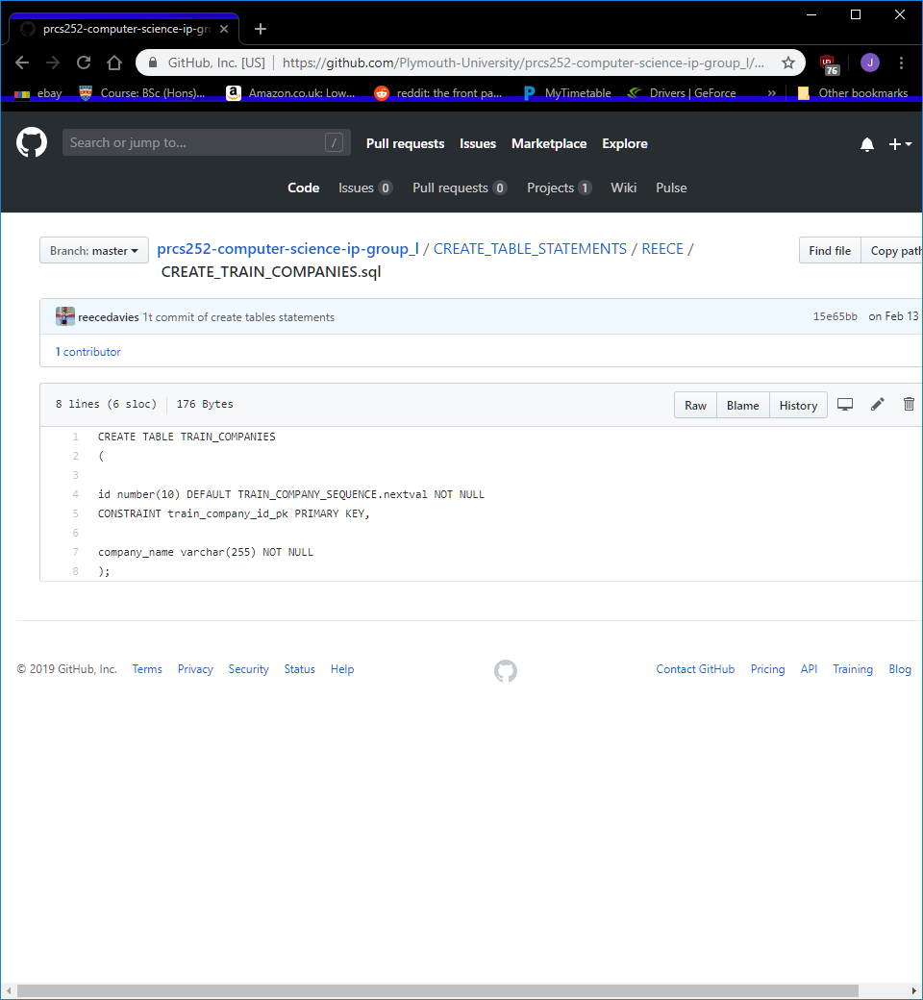 prcs252-computer-science-ip-gro
GitHub, Inc. [US] https://github.com/Plymouth-University/prcs252-computer-science-ip-group_l/... 76 J
ebay Course: BSc (Hons)... Amazon.co.uk: Low... reddit: the front pa... MyTimetable Drivers | GeForce » Other bookmarks
Search or jump to... / Pull requests Issues Marketplace Explore
Code Issues 0 Pull requests 0 Projects 1 Wiki Pulse
Branch: master prcs252-computer-science-ip-group_l / CREATE_TABLE_STATEMENTS / REECE / Find file Copy path
CREATE_TRAIN_COMPANIES.sql
reecedavies 1t commit of create tables statements 15e65bb on Feb 13
1 contributor
8 lines (6 sloc) 176 Bytes Raw Blame History
1 CREATE TABLE TRAIN_COMPANIES
2 (
3
4 id number(10) DEFAULT TRAIN_COMPANY_SEQUENCE.nextval NOT NULL
5 CONSTRAINT train_company_id_pk PRIMARY KEY,
6
7 company_name varchar(255) NOT NULL
8 );
© 2019 GitHub, Inc. Terms Privacy Security Status Help Contact GitHub Pricing API Training Blog